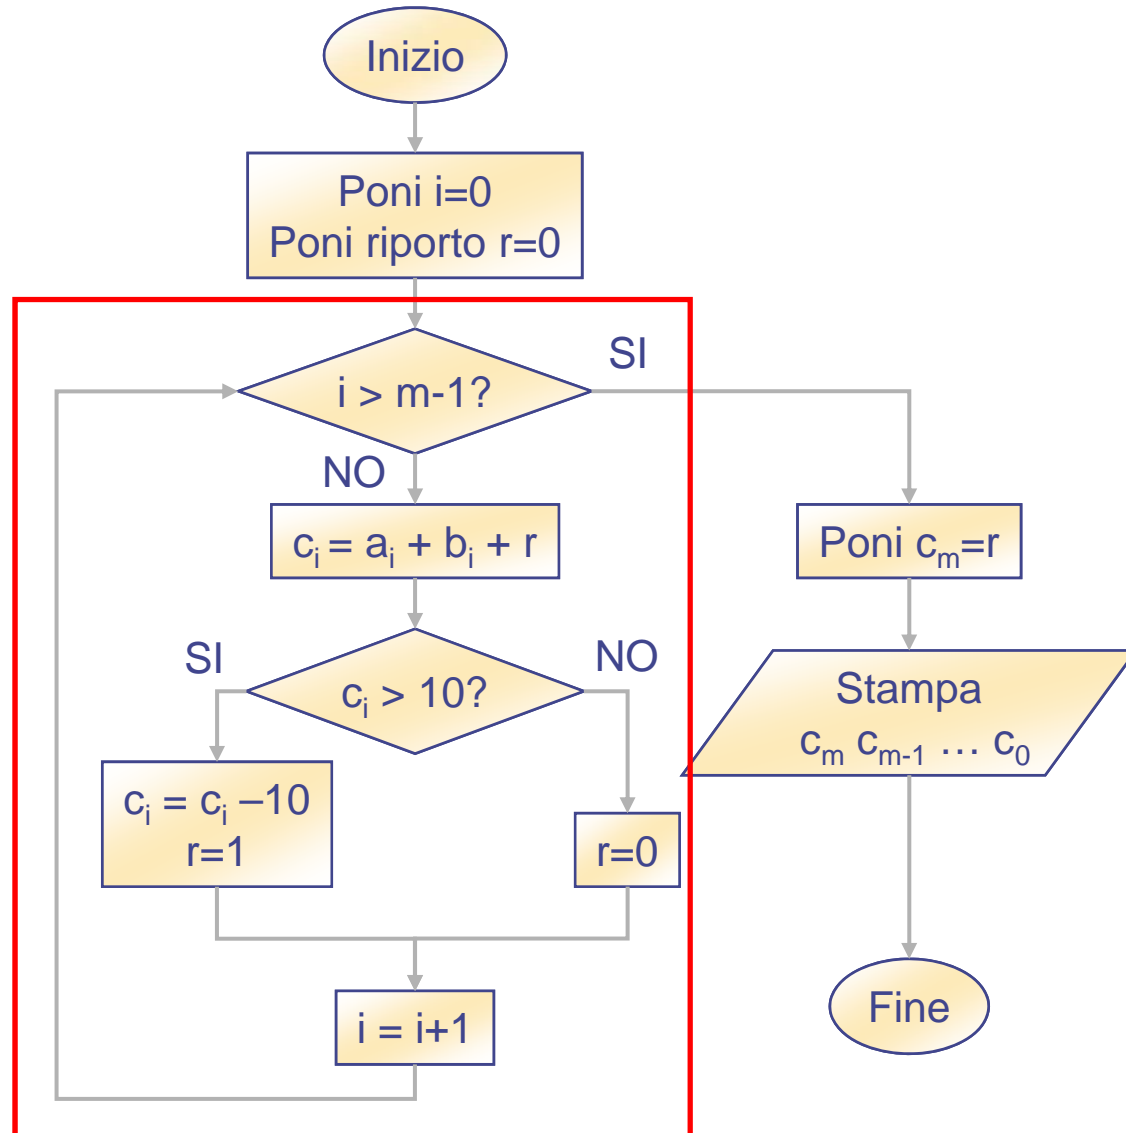 Inizio
Poni i=0
Poni riporto r=0
i > m-1?
SI
NO
cᵢ = aᵢ + bᵢ + r
Poni cₘ=r
cᵢ > 10?
SI
NO
cᵢ = cᵢ –10
r=1
r=0
i = i+1
Stampa
cₘ cₘ₋₁ … c₀
Fine